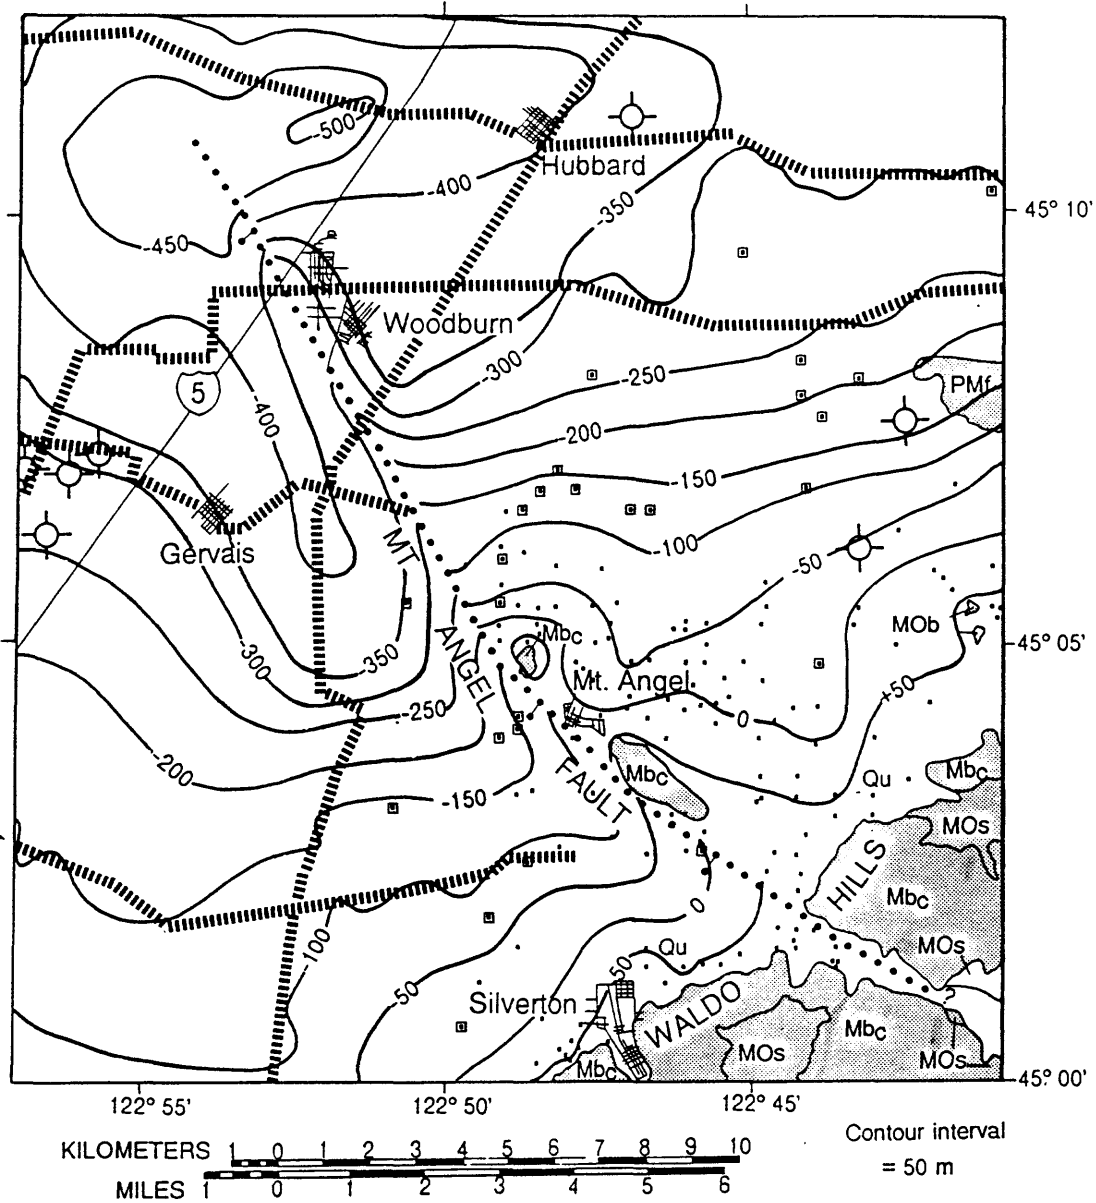 -500
Hubbard
-400
-350
45° 10'
-450
Woodburn
-300
5
-250
PMf
-400
-200
-150
Gervais
MT
-100
-50
MOb
Mbc
45° 05'
ANGEL
-300
-350
Mt. Angel
+50
-250
0
-200
FAULT
Mbc
Qu
Mbc
-150
MOs
HILLS
Mbc
0
-100
Qu
MOs
50
-50
Silverton
WALDO
?
Mbc
MOs
MOs
Mbc
45° 00'
122° 55'
122° 50'
122° 45'
KILOMETERS 1 0 1 2 3 4 5 6 7 8 9 10
MILES 1 0 1 2 3 4 5 6
Contour interval
= 50 m